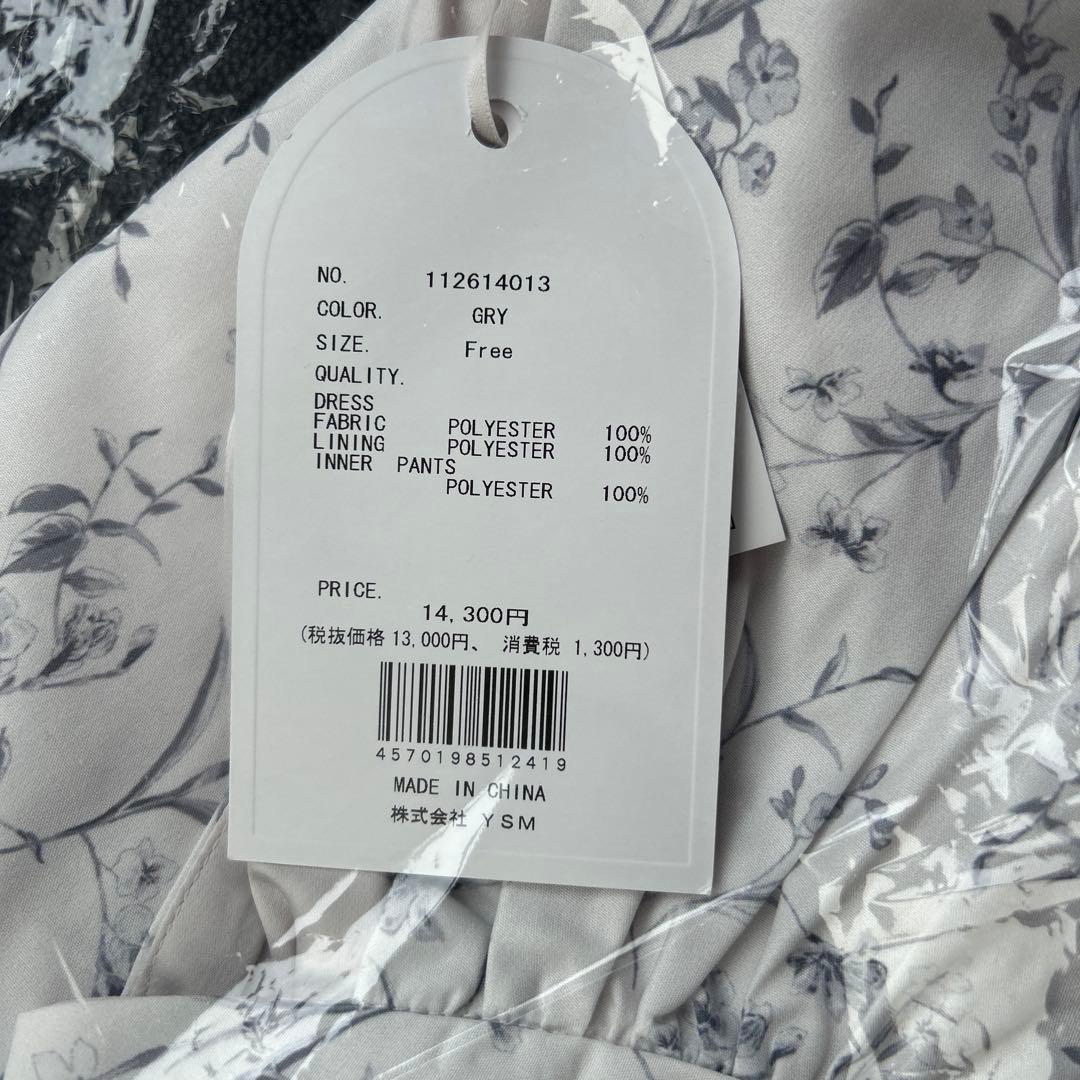 NO. 112614013
COLOR. GRY
SIZE. Free
QUALITY.
DRESS
FABRIC POLYESTER 100%
LINING POLYESTER 100%
INNER PANTS
POLYESTER 100%
PRICE.
14,300円
(税抜価格 13,000円、 消費税 1,300円)
4570198512419
MADE IN CHINA
株式会社 YSM